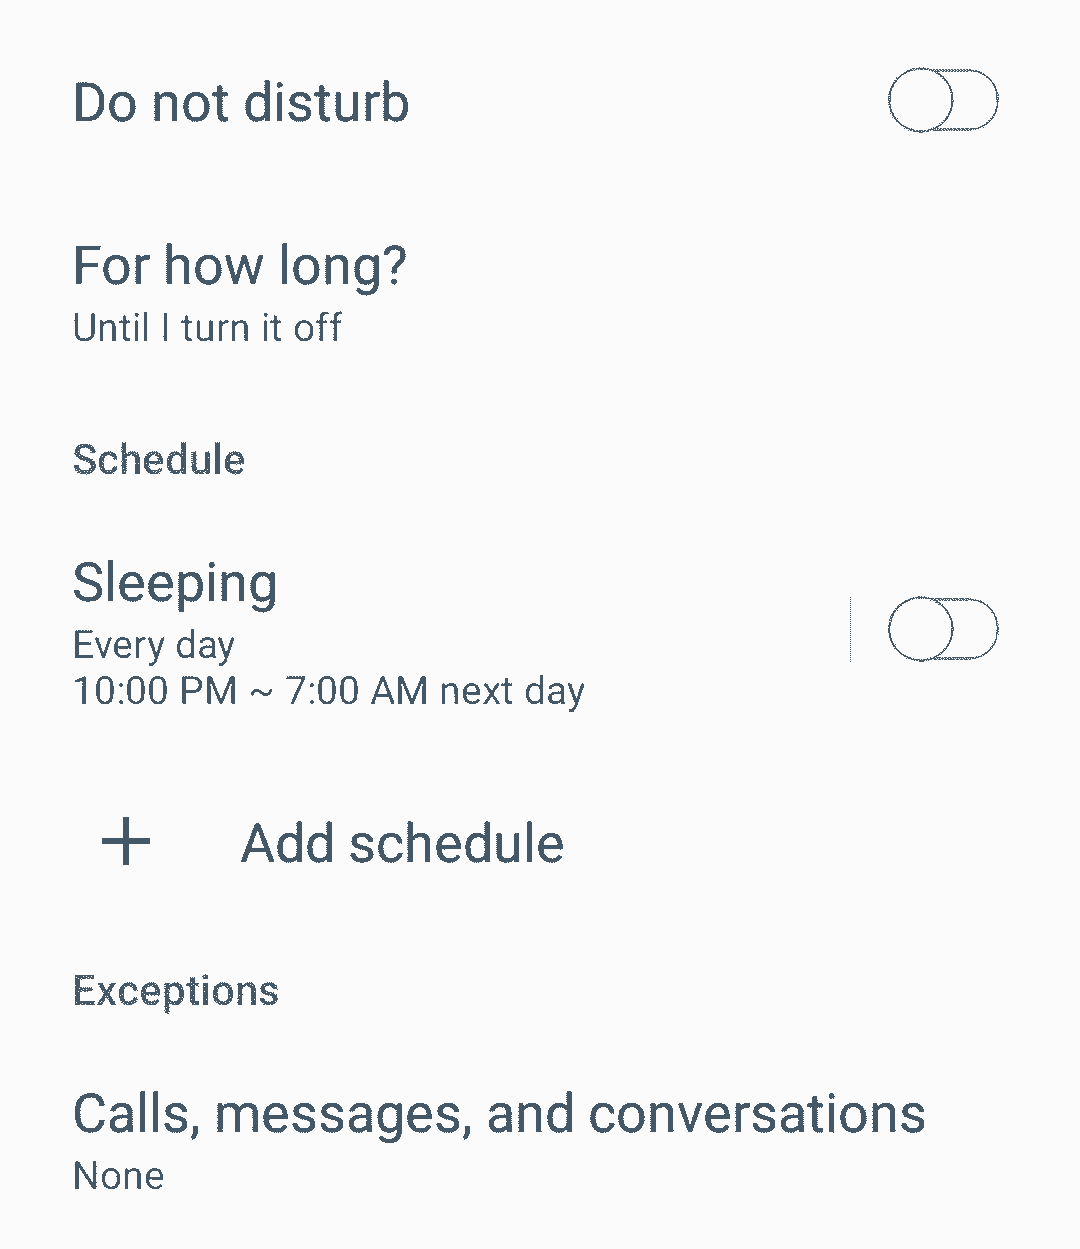 Do not disturb
For how long?
Until I turn it off
Schedule
Sleeping
Every day
10:00 PM ~ 7:00 AM next day
Add schedule
Exceptions
Calls, messages, and conversations
None